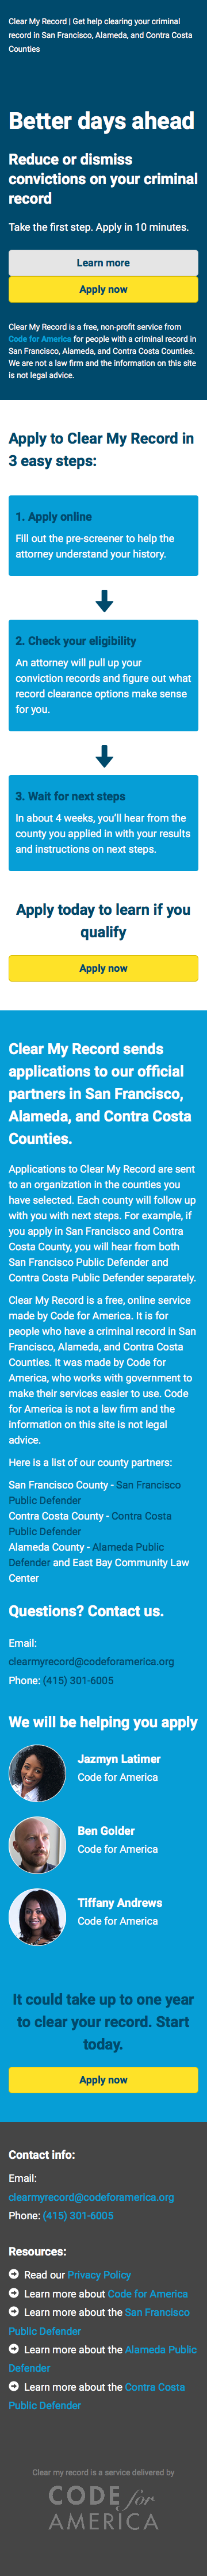 Clear My Record | Get help clearing your criminal
record in San Francisco, Alameda, and Contra Costa
Counties
Better days ahead
Reduce or dismiss
convictions on your criminal
record
Take the first step. Apply in 10 minutes.
Learn more
Apply now
Clear My Record is a free, non-profit service from
Code for America for people with a criminal record in
San Francisco, Alameda, and Contra Costa Counties.
We are not a law firm and the information on this site
is not legal advice.
Apply to Clear My Record in
3 easy steps:
1. Apply online
Fill out the pre-screener to help the
attorney understand your history.
2. Check your eligibility
An attorney will pull up your
conviction records and figure out what
record clearance options make sense
for you.
3. Wait for next steps
In about 4 weeks, you'll hear from the
county you applied in with your results
and instructions on next steps.
Apply today to learn if you
qualify
Apply now
Clear My Record sends
applications to our official
partners in San Francisco,
Alameda, and Contra Costa
Counties.
Applications to Clear My Record are sent
to an organization in the counties you
have selected. Each county will follow up
with you with next steps. For example, if
you apply in San Francisco and Contra
Costa County, you will hear from both
San Francisco Public Defender and
Contra Costa Public Defender separately.
Clear My Record is a free, online service
made by Code for America. It is for
people who have a criminal record in San
Francisco, Alameda, and Contra Costa
Counties. It was made by Code for
America, who works with government to
make their services easier to use. Code
for America is not a law firm and the
information on this site is not legal
advice.
Here is a list of our county partners:
San Francisco County - San Francisco
Public Defender
Contra Costa County - Contra Costa
Public Defender
Alameda County - Alameda Public
Defender and East Bay Community Law
Center
Questions? Contact us.
Email:
clearmyrecord@codeforamerica.org
Phone: (415) 301-6005
We will be helping you apply
Jazmyn Latimer
Code for America
Ben Golder
Code for America
Tiffany Andrews
Code for America
It could take up to one year
to clear your record. Start
today.
Apply now
Contact info:
Email:
clearmyrecord@codeforamerica.org
Phone: (415) 301-6005
Resources:
Read our Privacy Policy
Learn more about Code for America
Learn more about the San Francisco
Public Defender
Learn more about the Alameda Public
Defender
Learn more about the Contra Costa
Public Defender
Clear my record is a service delivered by
CODE for
AMERICA